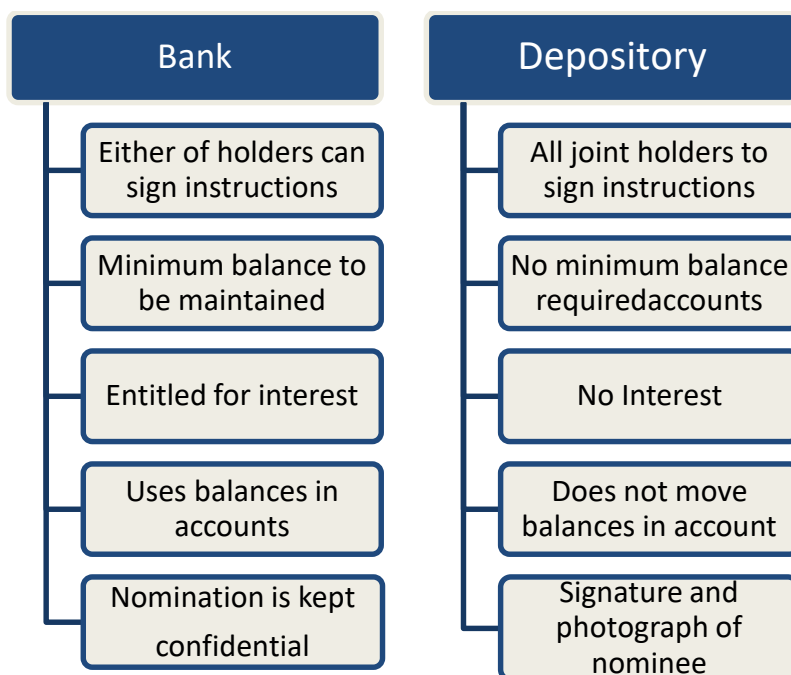 Bank
Either of holders can
sign instructions
Minimum balance to
be maintained
Entitled for interest
Uses balances in
accounts
Nomination is kept
confidential
Depository
All joint holders to
sign instructions
No minimum balance
requiredaccounts
No Interest
Does not move
balances in account
Signature and
photograph of
nominee